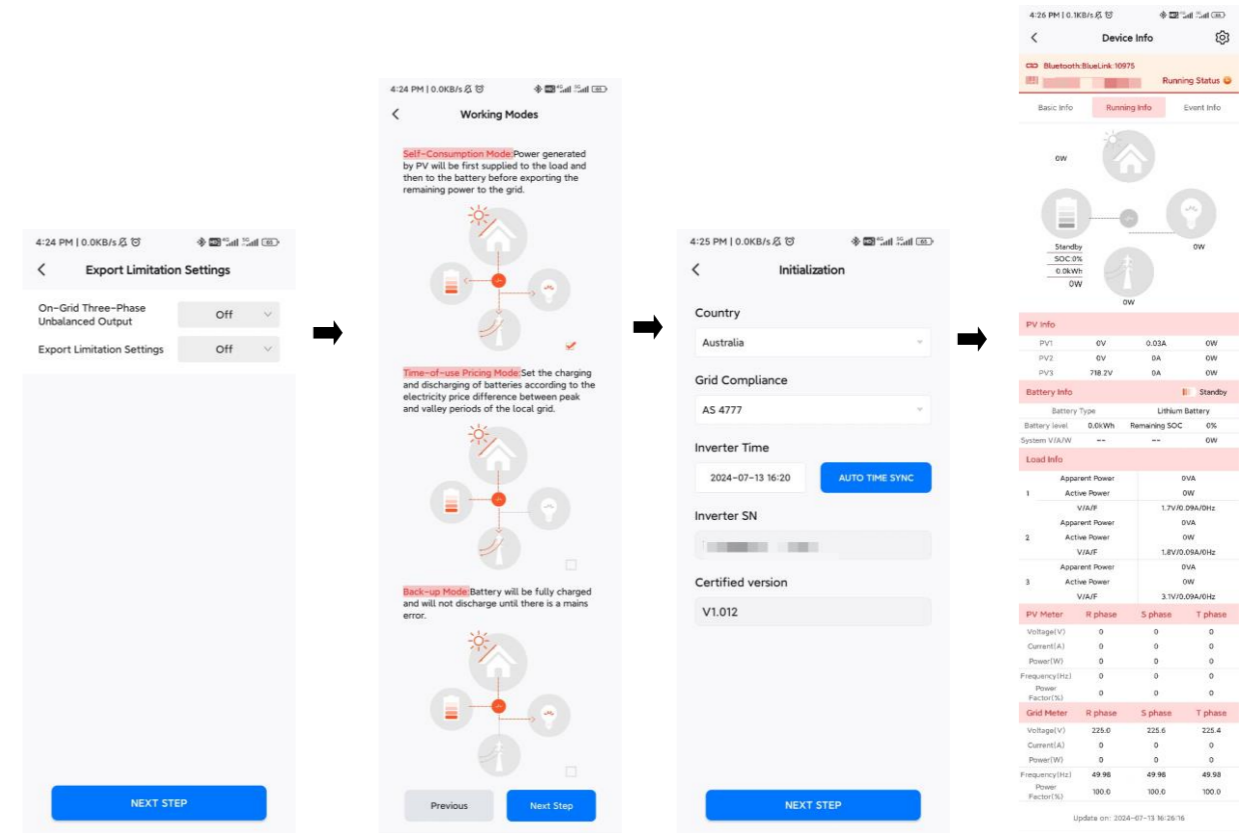 4:24 PM | 0.0KB/s
Export Limitation Settings
On-Grid Three-Phase
Unbalanced Output
Off
Export Limitation Settings
Off
NEXT STEP
4:24 PM | 0.0KB/s
Working Modes
Self-Consumption Mode:Power generated
by PV will be first supplied to the load and
then to the battery before exporting the
remaining power to the grid.
Time-of-use Pricing Mode:Set the charging
and discharging of batteries according to the
electricity price difference between peak
and valley periods of the local grid.
Back-up Mode:Battery will be fully charged
and will not discharge until there is a mains
error.
Previous
Next Step
4:25 PM | 0.0KB/s
Initialization
Country
Australia
Grid Compliance
AS 4777
Inverter Time
2024-07-13 16:20
AUTO TIME SYNC
Inverter SN
Certified version
V1.012
NEXT STEP
4:26 PM | 0.1KB/s
Device Info
Bluetooth:BlueLink:10975
Running Status
Basic Info Running Info Event Info
0W
Standby
SOC:0%
0.0kWh
0W
0W
0W
PV Info
PV1 0V 0.03A 0W
PV2 0V 0A 0W
PV3 718.2V 0A 0W
Battery Info Standby
Battery Type Lithium Battery
Battery level 0.0kWh Remaining SOC 0%
System V/A/W -- -- 0W
Load Info
Apparent Power 0VA
1 Active Power 0W
V/A/F 1.7V/0.09A/0Hz
Apparent Power 0VA
2 Active Power 0W
V/A/F 1.8V/0.09A/0Hz
Apparent Power 0VA
3 Active Power 0W
V/A/F 3.1V/0.09A/0Hz
PV Meter R phase S phase T phase
Voltage(V) 0 0 0
Current(A) 0 0 0
Power(W) 0 0 0
Frequency(Hz) 0 0 0
Power
Factor(%) 0 0 0
Grid Meter R phase S phase T phase
Voltage(V) 225.0 225.6 225.4
Current(A) 0 0 0
Power(W) 0 0 0
Frequency(Hz) 49.98 49.98 49.98
Power
Factor(%) 100.0 100.0 100.0
Update on: 2024-07-13 16:26:16